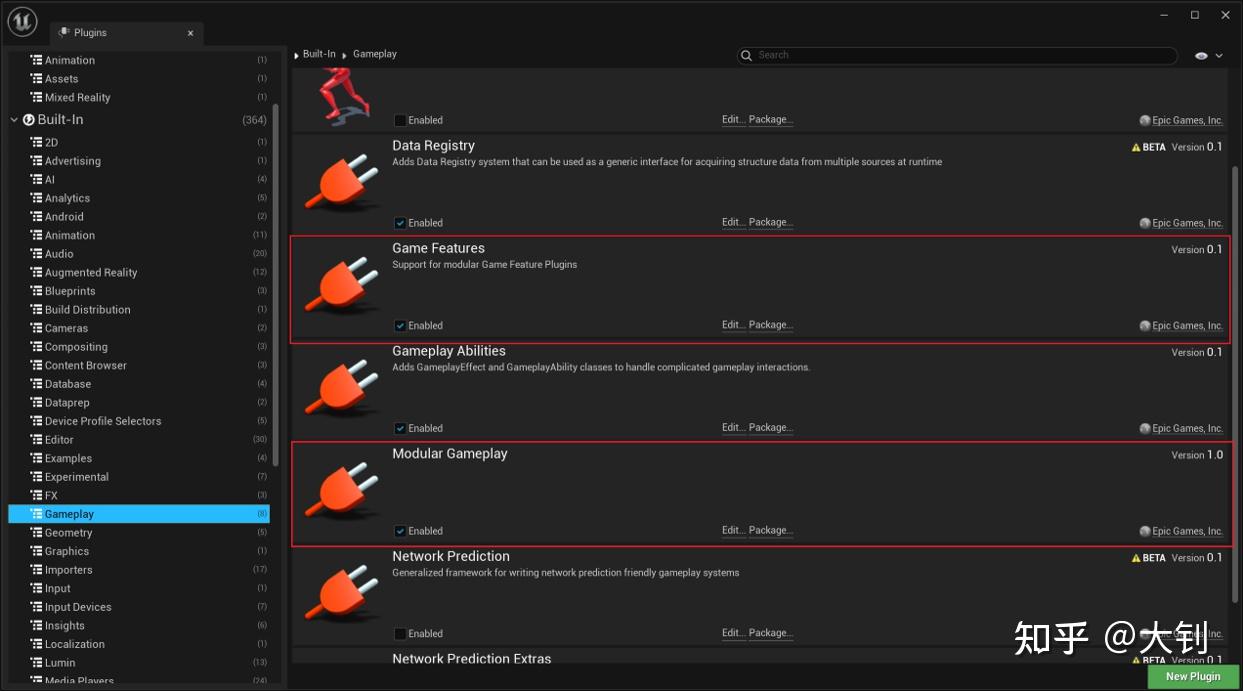 Plugins
Animation (1)
Assets (1)
Mixed Reality (1)
Built-In (364)
2D (1)
Advertising (1)
AI (4)
Analytics (5)
Android (2)
Animation (11)
Audio (20)
Augmented Reality (12)
Blueprints (3)
Build Distribution (1)
Cameras (2)
Compositing (3)
Content Browser (3)
Database (4)
Dataprep (2)
Device Profile Selectors (5)
Editor (30)
Examples (4)
Experimental (7)
FX (3)
Gameplay (8)
Geometry (5)
Graphics (1)
Importers (17)
Input (1)
Input Devices (7)
Insights (6)
Localization (1)
Lumin (13)
Media Players (24)
Built-In Gameplay
Search
Enabled Edit... Package... Epic Games, Inc.
Data Registry BETA Version 0.1
Adds Data Registry system that can be used as a generic interface for acquiring structure data from multiple sources at runtime
Enabled Edit... Package... Epic Games, Inc.
Game Features Version 0.1
Support for modular Game Feature Plugins
Enabled Edit... Package... Epic Games, Inc.
Gameplay Abilities Version 0.1
Adds GameplayEffect and GameplayAbility classes to handle complicated gameplay interactions.
Enabled Edit... Package... Epic Games, Inc.
Modular Gameplay Version 1.0
Enabled Edit... Package... Epic Games, Inc.
Network Prediction BETA Version 0.1
Generalized framework for writing network prediction friendly gameplay systems
Enabled Edit... Package... Epic Games, Inc.
Network Prediction Extras BETA Version 0.1
知乎 @大钊
New Plugin